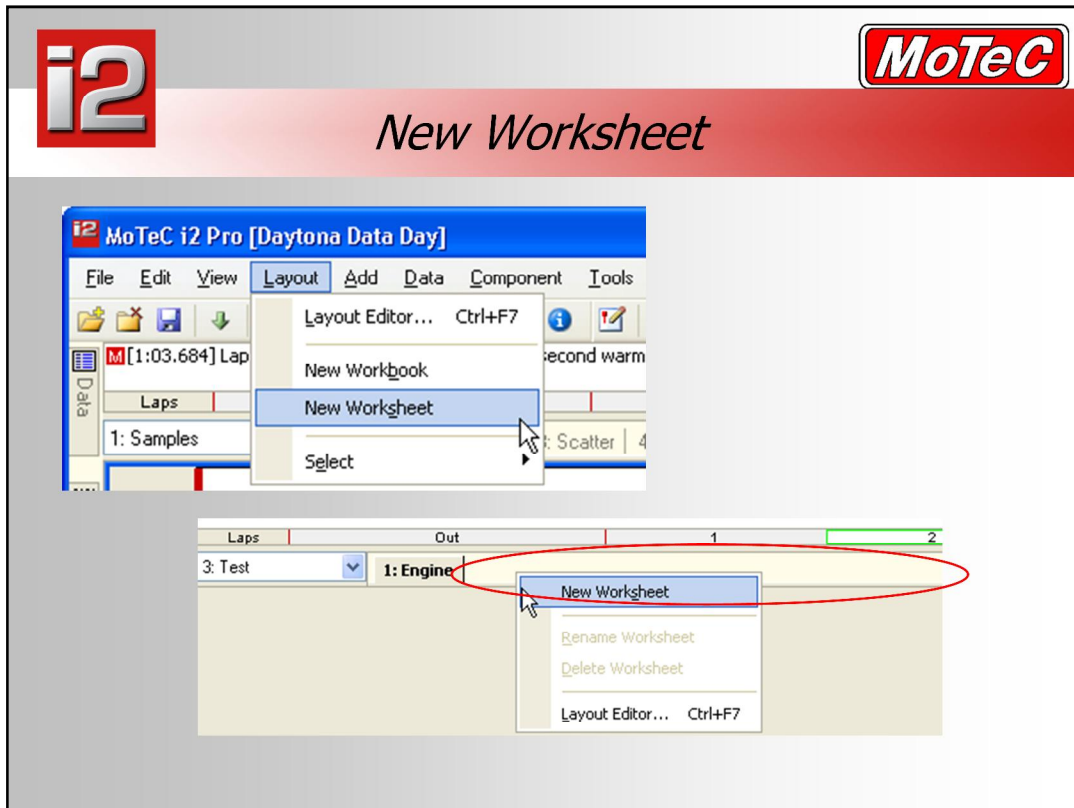 i2
MoTeC
New Worksheet
i2 MoTeC i2 Pro [Daytona Data Day]
File Edit View Layout Add Data Component Tools
Layout Editor... Ctrl+F7
M [1:03.684] Lap second warm
New Workbook
Data
Laps
New Worksheet
1: Samples : Scatter 4
Select
Laps Out 1 2
3: Test 1: Engine
New Worksheet
Rename Worksheet
Delete Worksheet
Layout Editor... Ctrl+F7